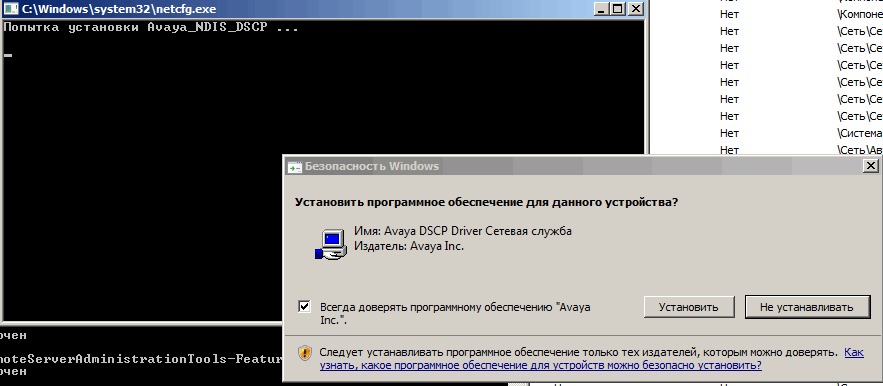 C:\Windows\system32\netcfg.exe
Попытка установки Avaya_NDIS_DSCP ...
Нет
Нет \Компоне
Нет \Сеть\Се
Нет \Сеть\Се
Нет \Сеть\Се
Нет \Сеть\Се
Нет \Сеть\Се
Нет \Система
Нет \Сеть\Ав
Безопасность Windows
Установить программное обеспечение для данного устройства?
Имя: Avaya DSCP Driver Сетевая служба
Издатель: Avaya Inc.
Всегда доверять программному обеспечению "Avaya
Inc.".
Установить
Не устанавливать
Следует устанавливать программное обеспечение только тех издателей, которым можно доверять. Как
узнать, какое программное обеспечение для устройств можно безопасно установить?
очен
moteServerAdministrationTools-Featur
очен